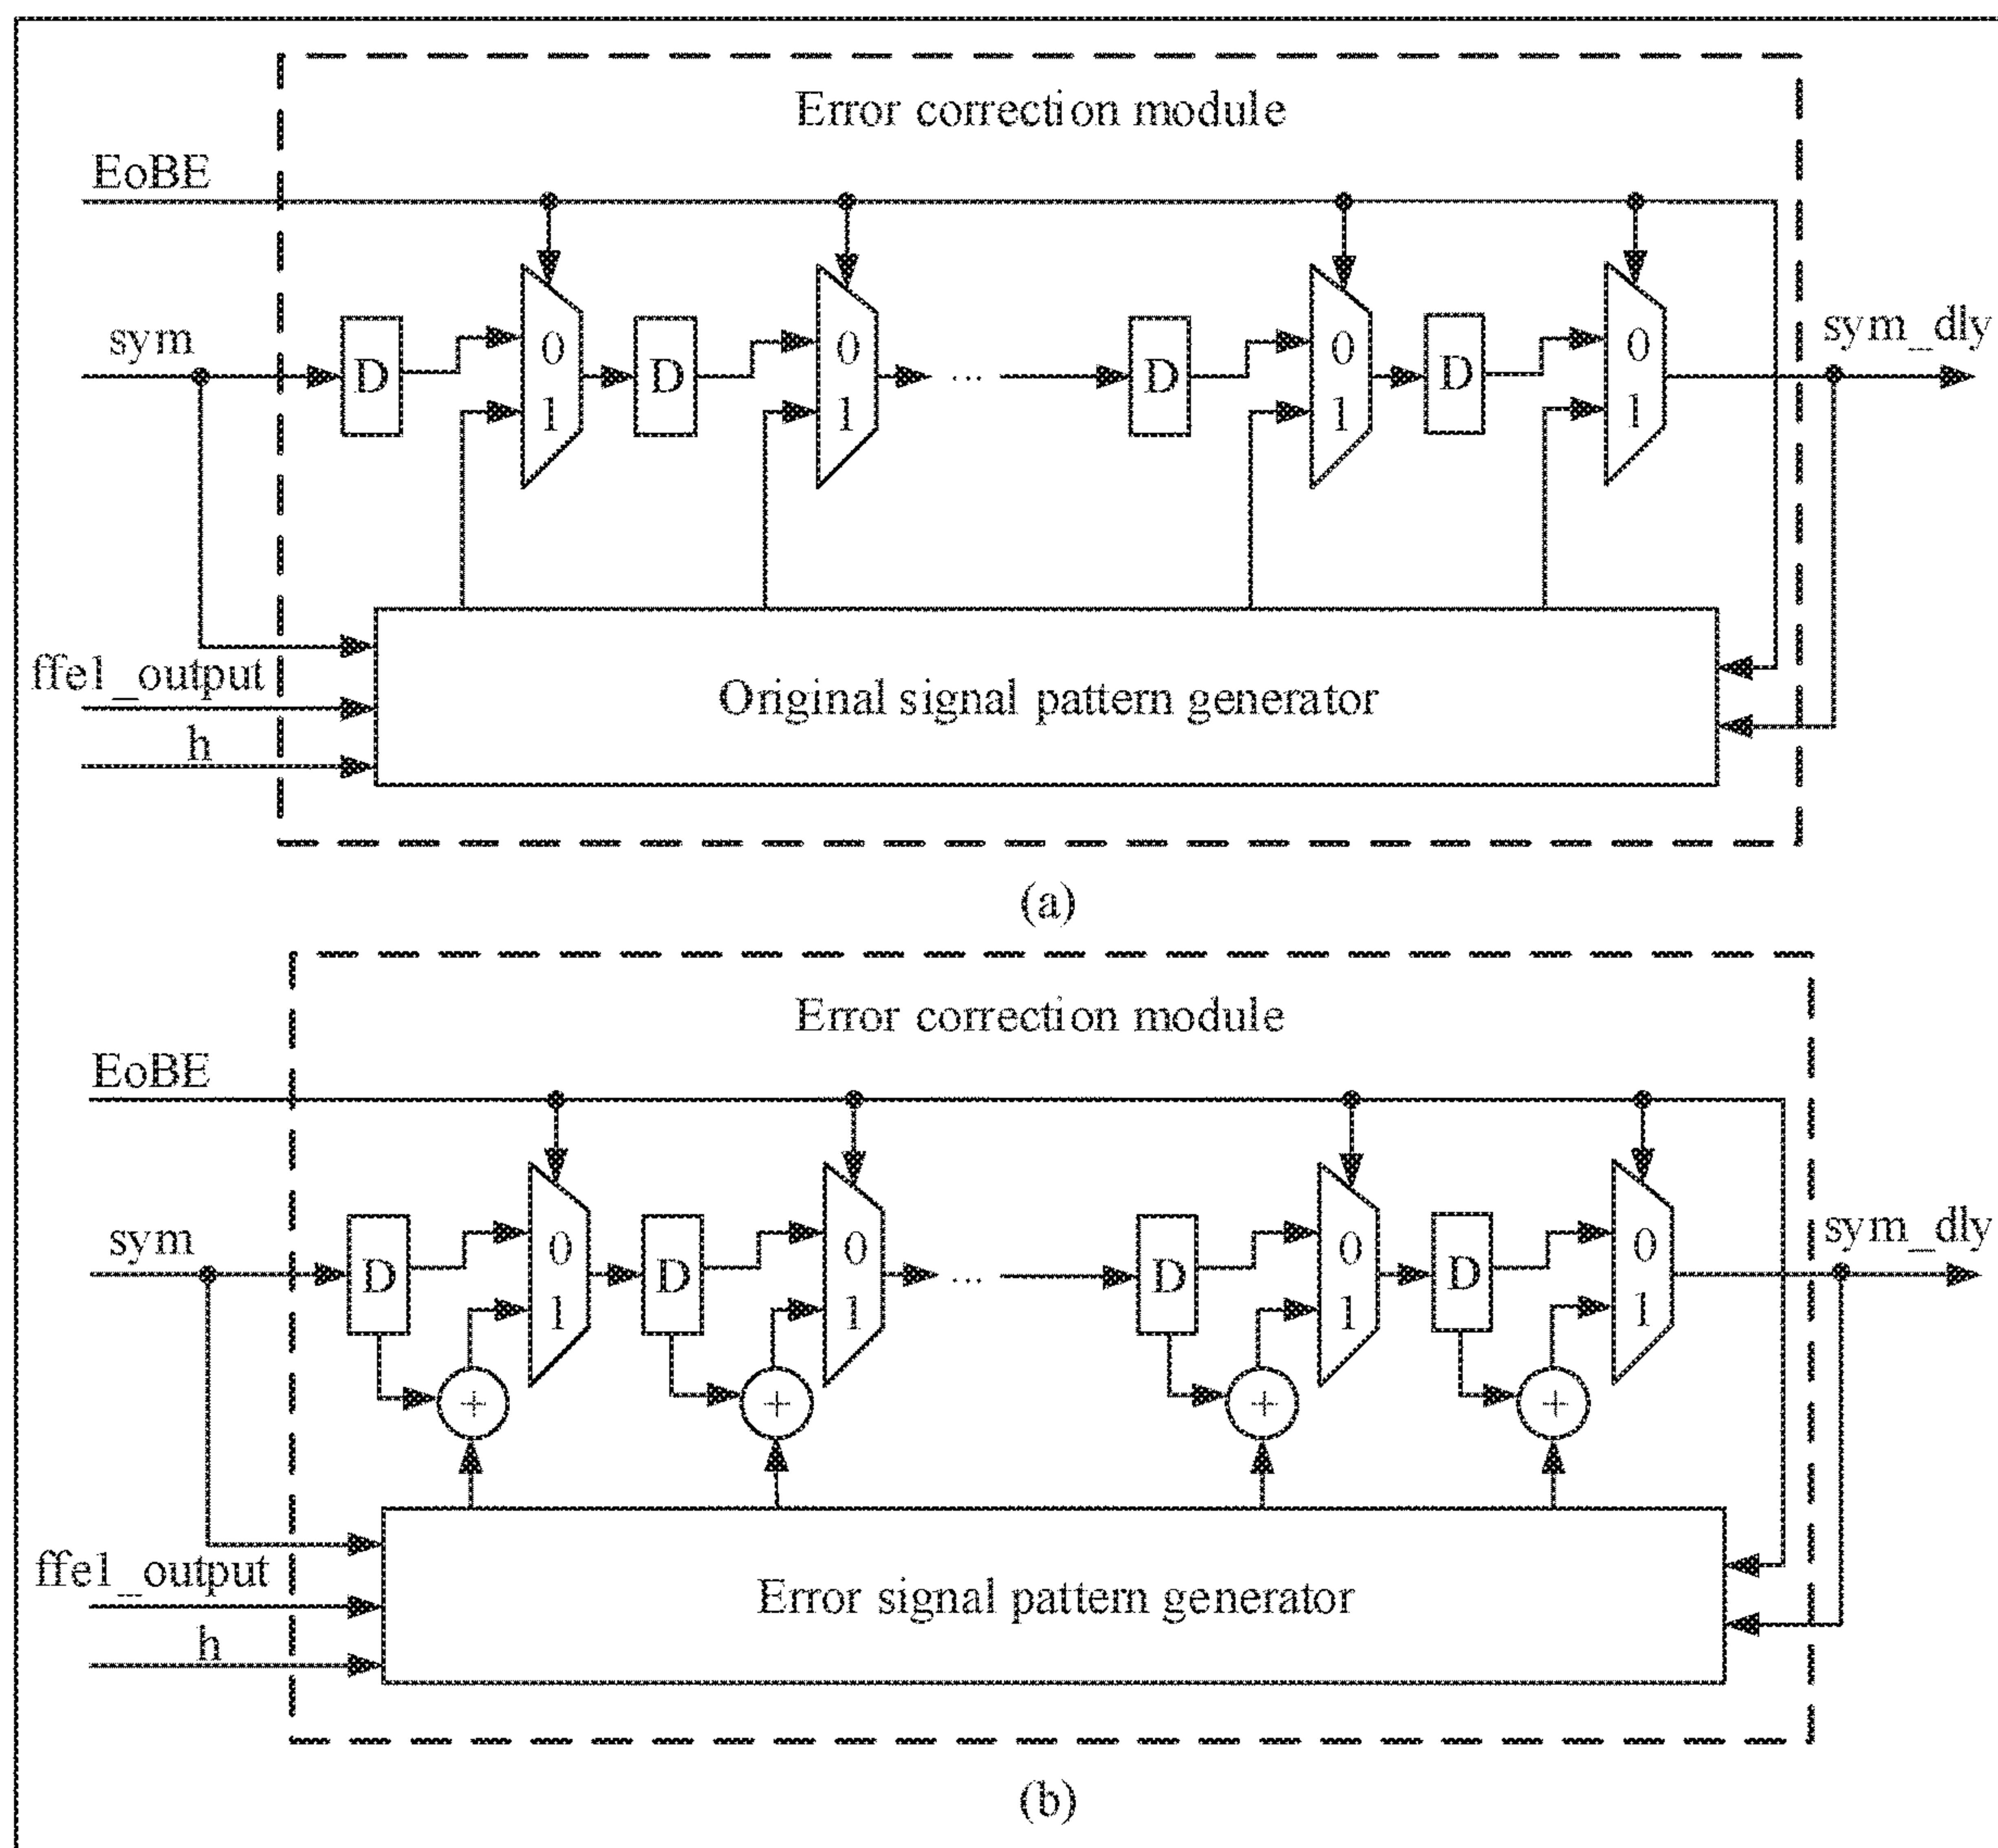 Error correction module
EoBE
sym
D
0
1
D
0
1
...
D
0
1
D
0
1
sym_dly
ffe1_output
h
Original signal pattern generator
(a)
Error correction module
EoBE
sym
D
0
1
+
D
0
1
+
...
D
0
1
+
D
0
1
+
sym_dly
ffe1_output
h
Error signal pattern generator
(b)